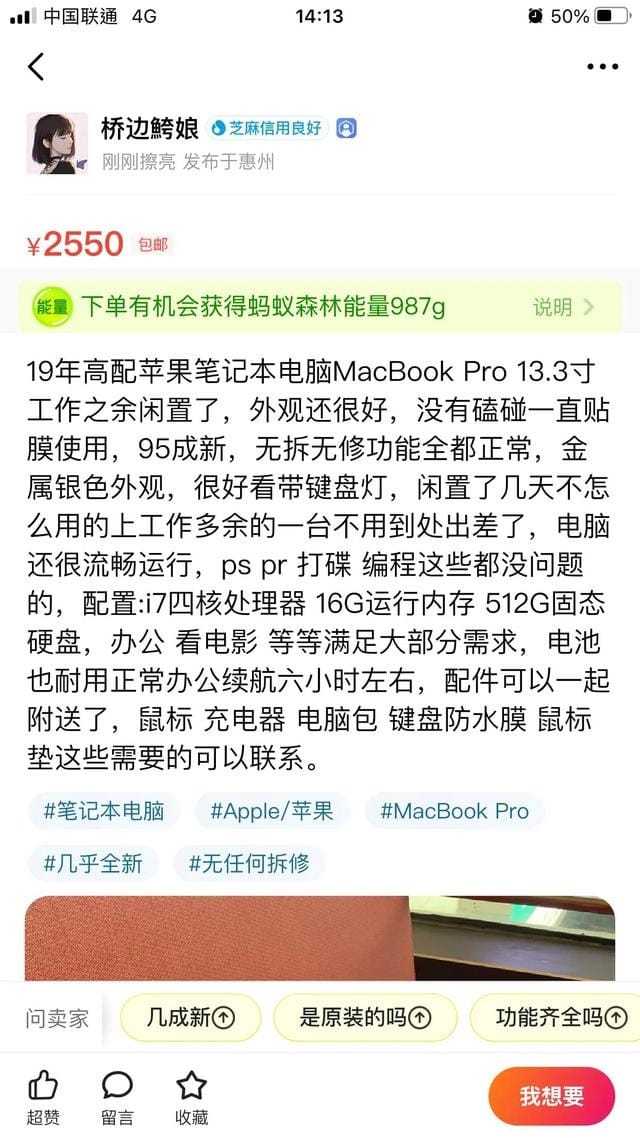 中国联通 4G 14:13 50%
桥边鮬娘 芝麻信用良好
刚刚擦亮 发布于惠州
¥2550 包邮
能量 下单有机会获得蚂蚁森林能量987g 说明
19年高配苹果笔记本电脑MacBook Pro 13.3寸
工作之余闲置了，外观还很好，没有磕碰一直贴
膜使用，95成新，无拆无修功能全都正常，金
属银色外观，很好看带键盘灯，闲置了几天不怎
么用的上工作多余的一台不用到处出差了，电脑
还很流畅运行，ps pr 打碟 编程这些都没问题
的，配置:i7四核处理器 16G运行内存 512G固态
硬盘，办公 看电影 等等满足大部分需求，电池
也耐用正常办公续航六小时左右，配件可以一起
附送了，鼠标 充电器 电脑包 键盘防水膜 鼠标
垫这些需要的可以联系。
#笔记本电脑 #Apple/苹果 #MacBook Pro
#几乎全新 #无任何拆修
问卖家 几成新 是原装的吗 功能齐全吗
超赞 留言 收藏 我想要